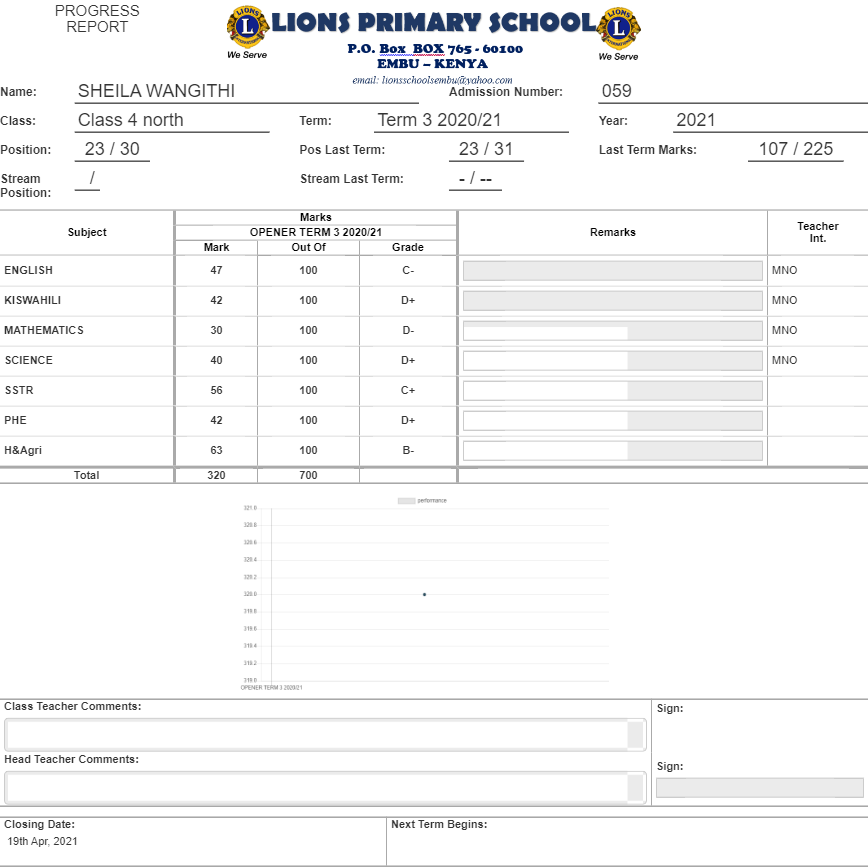 PROGRESS
REPORT
LIONS
L
INTERNATIONAL
We Serve
LIONS PRIMARY SCHOOL
P.O. Box BOX 765 - 60100
EMBU – KENYA
email: lionsschoolsembu@yahoo.com
LIONS
L
INTERNATIONAL
We Serve
Name: SHEILA WANGITHI Admission Number: 059
Class: Class 4 north Term: Term 3 2020/21 Year: 2021
Position: 23 / 30 Pos Last Term: 23 / 31 Last Term Marks: 107 / 225
Stream Position: / Stream Last Term: - / --
Subject Marks Remarks Teacher Int.
OPENER TERM 3 2020/21
Mark Out Of Grade
ENGLISH 47 100 C- MNO
KISWAHILI 42 100 D+ MNO
MATHEMATICS 30 100 D- MNO
SCIENCE 40 100 D+ MNO
SSTR 56 100 C+
PHE 42 100 D+
H&Agri 63 100 B-
Total 320 700
performance
321.0
320.8
320.6
320.4
320.2
320.0
319.8
319.6
319.4
319.2
319.0
OPENER TERM 3 2020/21
Class Teacher Comments: Sign:
Head Teacher Comments: Sign:
Closing Date: Next Term Begins:
19th Apr, 2021